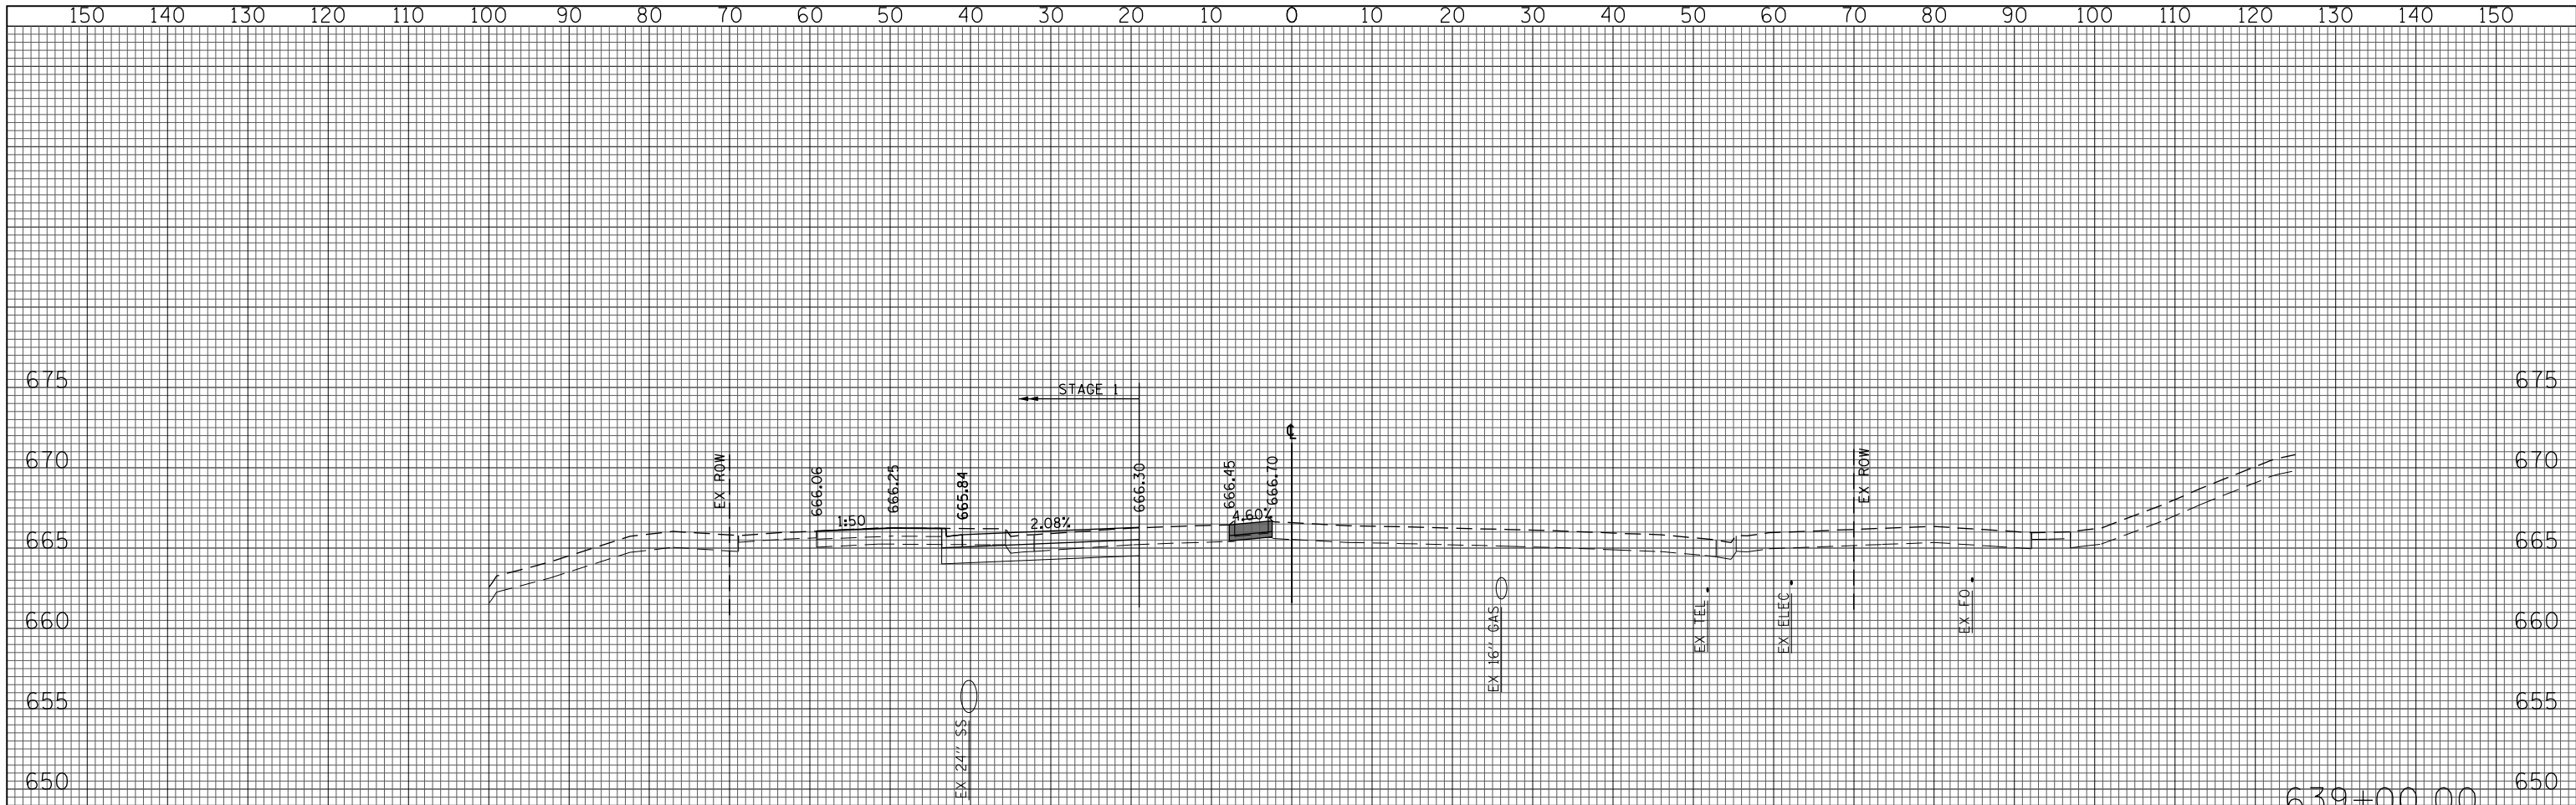 150 140 130 120 110 100 90 80 70 60 50 40 30 20 10 0 10 20 30 40 50 60 70 80 90 100 110 120 130 140 150
675 675
STAGE 1
℄
670 670
EX ROW
666.06
666.25
665.84
666.30
666.45
666.70
EX ROW
1:50
2.08%
4.60%
665 665
660 660
EX 16" GAS
EX TEL
EX ELEC
EX FO
655 655
EX 24" SS
650 650
639+00.00